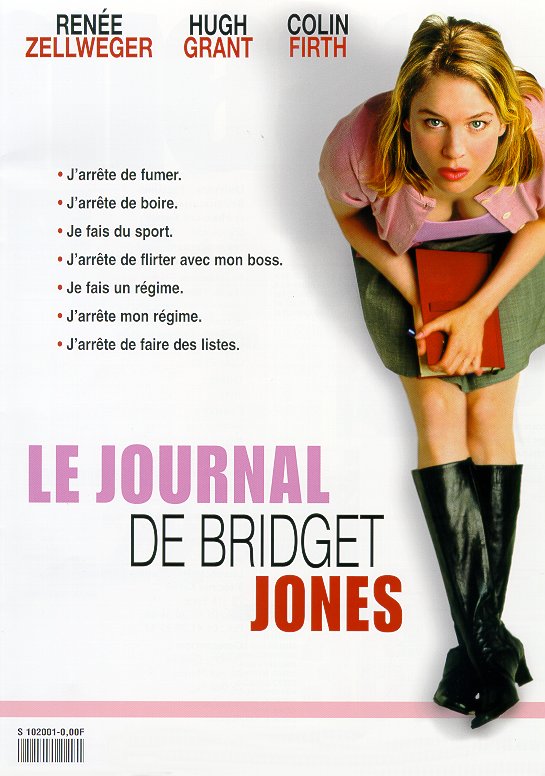 RENÉE HUGH COLIN
ZELLWEGER GRANT FIRTH
• J'arrête de fumer.
• J'arrête de boire.
• Je fais du sport.
• J'arrête de flirter avec mon boss.
• Je fais un régime.
• J'arrête mon régime.
• J'arrête de faire des listes.
LE JOURNAL
DE BRIDGET
JONES
S 102001-0,00F